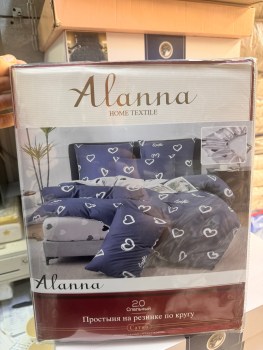 Alanna
HOME TEXTILE
Alanna
2.0
Спальный
Простыня на резинке по кругу